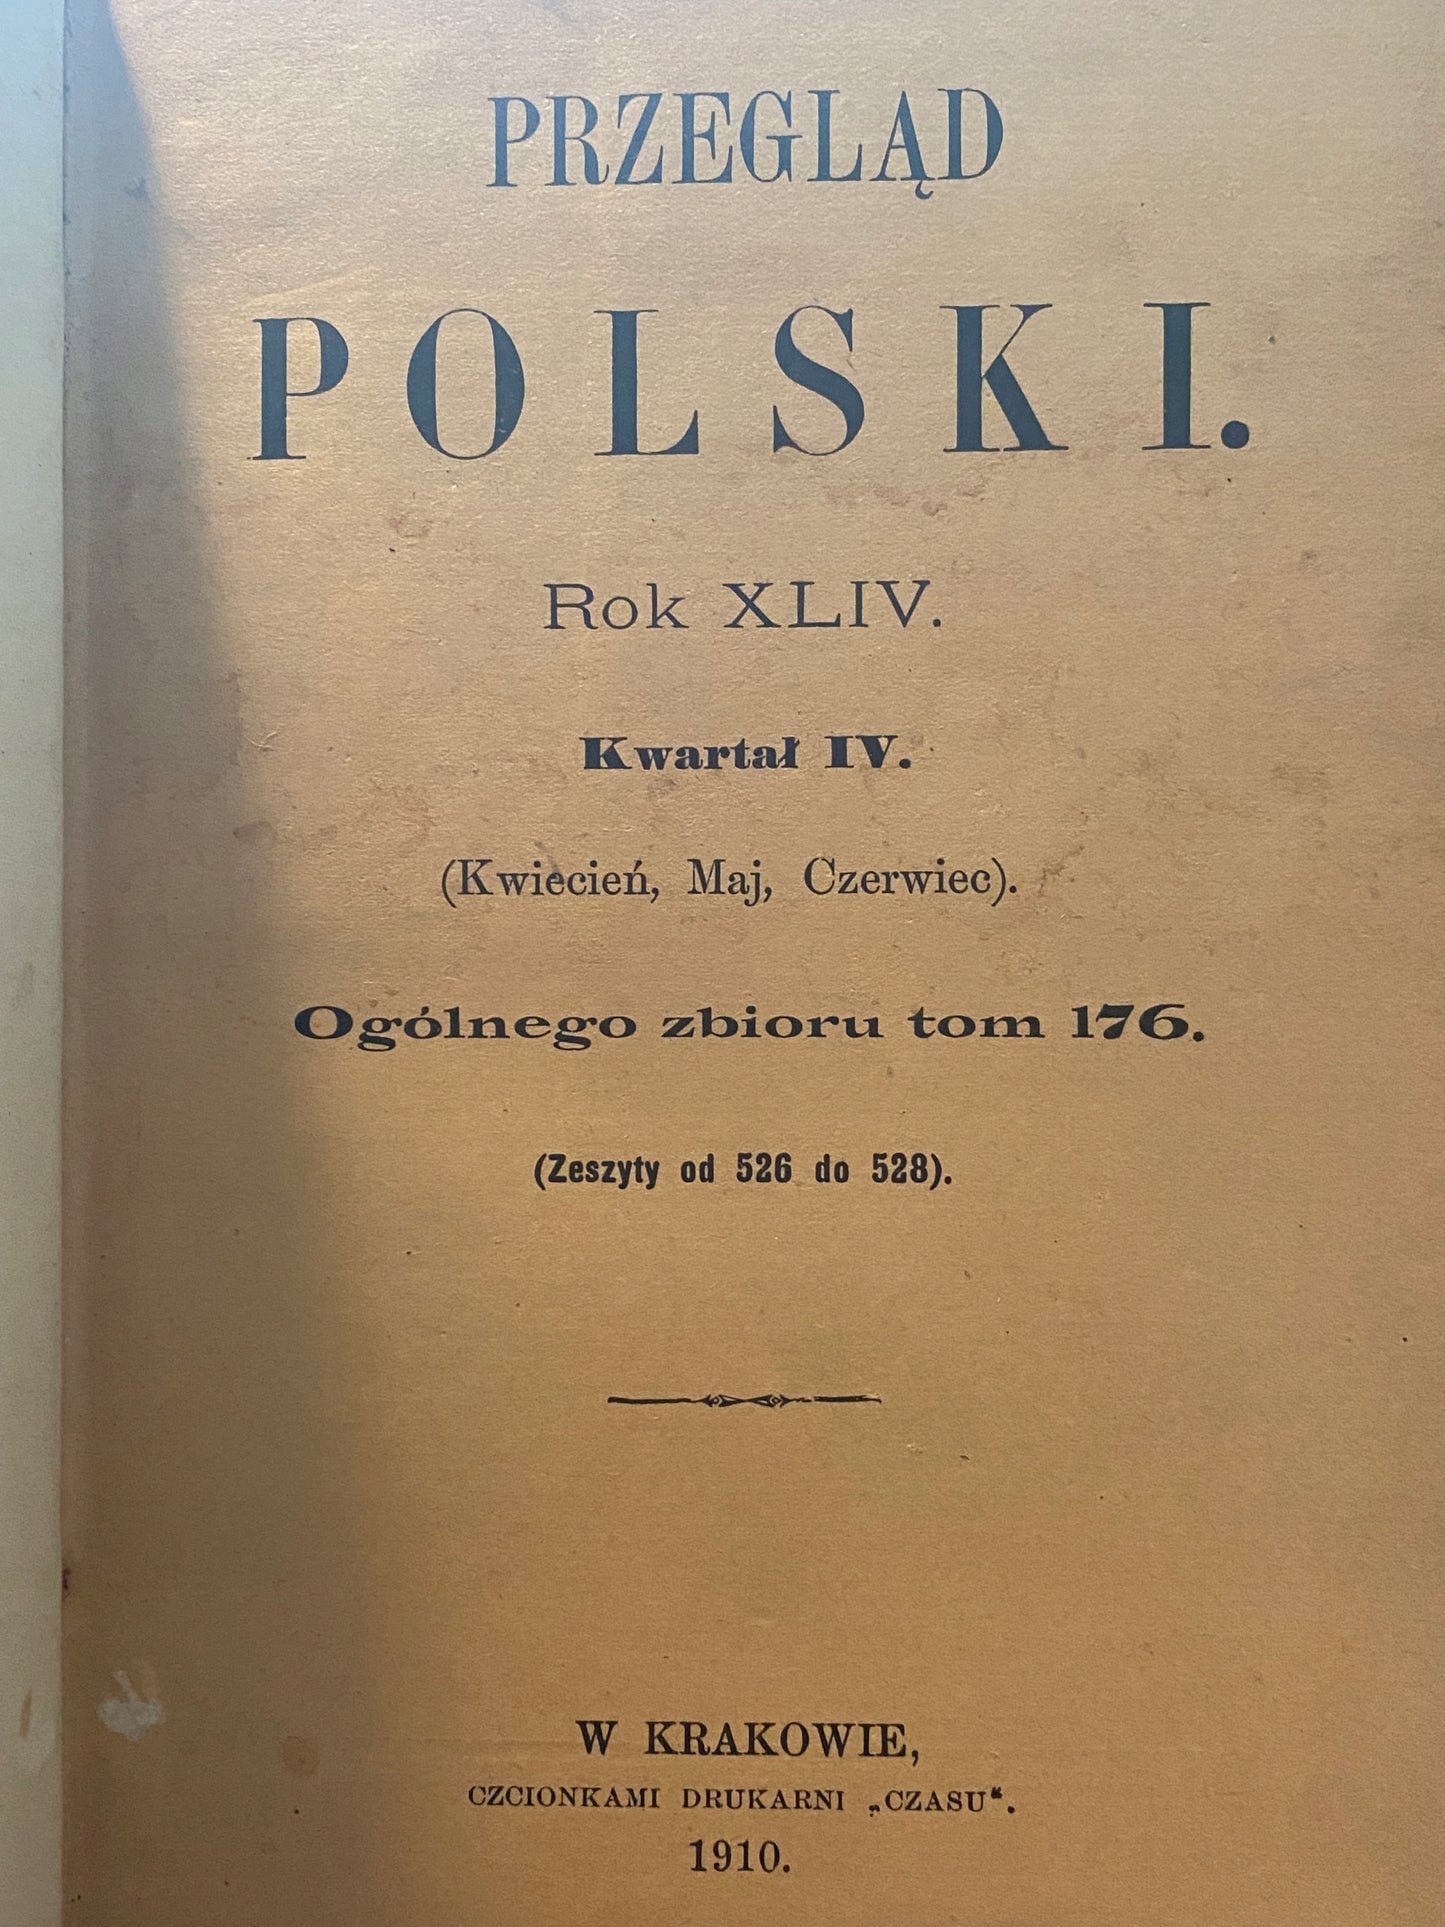 PRZEGLĄD
POLSKI.
Rok XLIV.
Kwartał IV.
(Kwiecień, Maj, Czerwiec).
Ogólnego zbioru tom 176.
(Zeszyty od 526 do 528).
W KRAKOWIE,
CZCIONKAMI DRUKARNI „CZASU“.
1910.